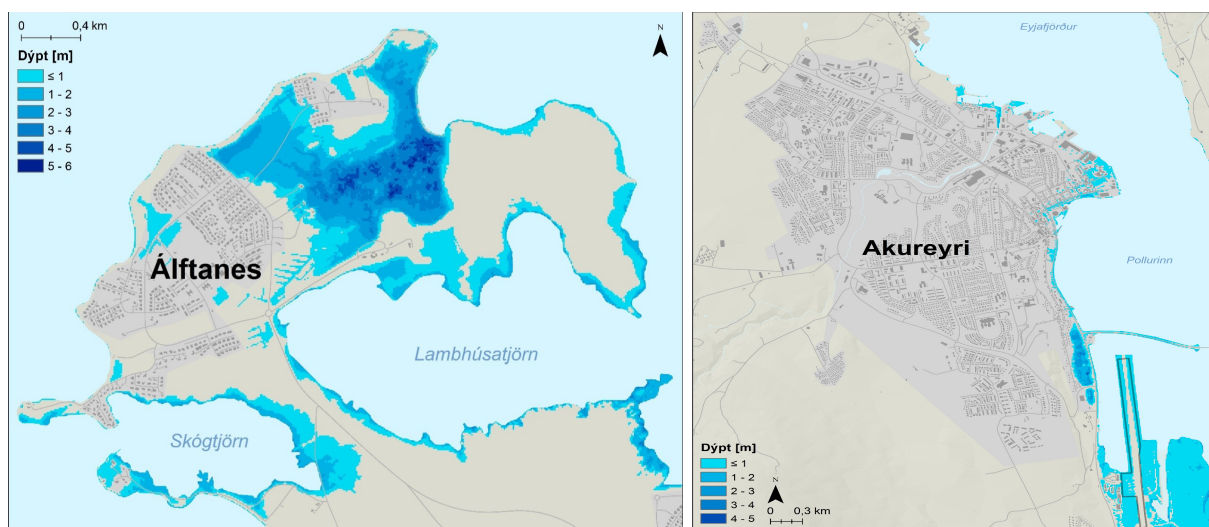 0 0,4 km
Dýpt [m]
≤ 1
1 - 2
2 - 3
3 - 4
4 - 5
5 - 6
N
Álftanes
Lambhúsatjörn
Skógtjörn
Eyjafjörður
Akureyri
Pollurinn
Dýpt [m]
≤ 1
1 - 2
2 - 3
3 - 4
4 - 5
N
0 0,3 km